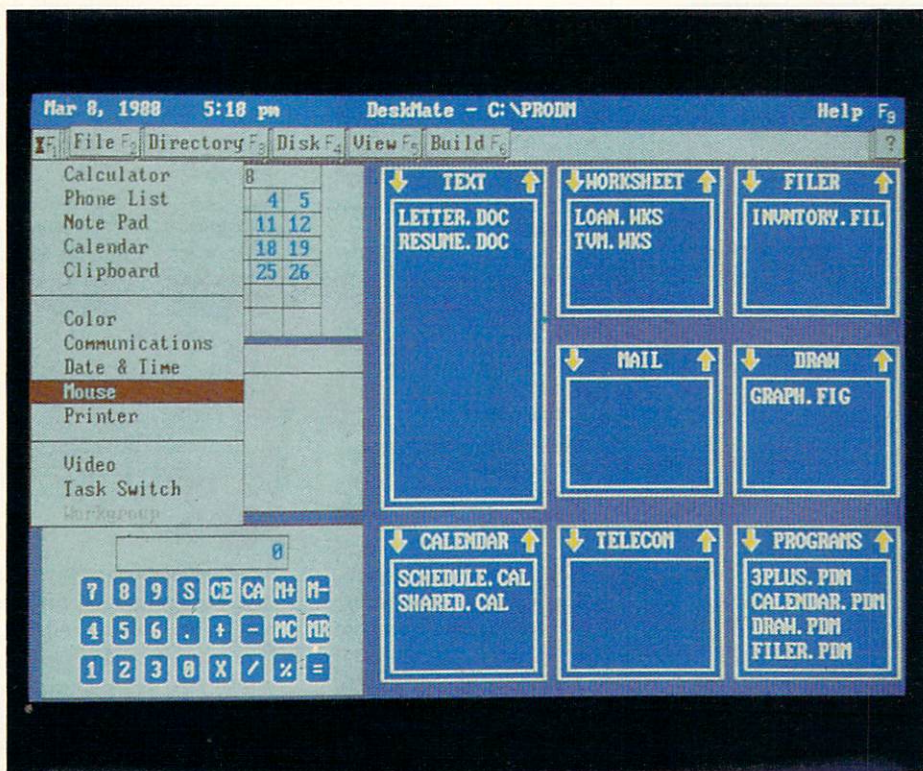 Mar 8, 1988 5:18 pm DeskMate - C:\PRODM Help F9
F1 File F2 Directory F3 Disk F4 View F5 Build F6 ?
Calculator
Phone List
Note Pad
Calendar
Clipboard
Color
Communications
Date & Time
Mouse
Printer
Video
Task Switch
Workgroup
8
4 5
11 12
18 19
25 26
TEXT
LETTER.DOC
RESUME.DOC
WORKSHEET
LOAN.WKS
TVM.WKS
FILER
INVNTORY.FIL
MAIL
DRAW
GRAPH.FIG
0
7 8 9 S CE CA M+ M-
4 5 6 . + - MC MR
1 2 3 0 X / % =
CALENDAR
SCHEDULE.CAL
SHARED.CAL
TELECOM
PROGRAMS
3PLUS.PDM
CALENDAR.PDM
DRAW.PDM
FILER.PDM